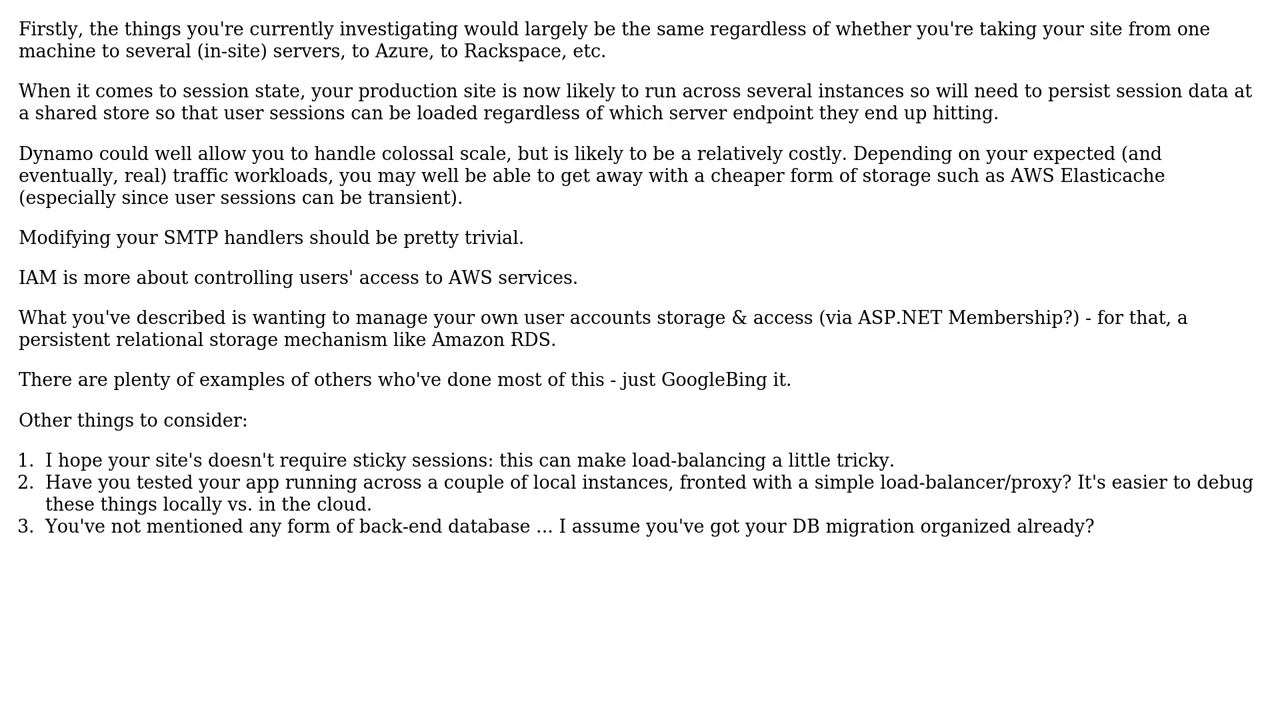 Firstly, the things you're currently investigating would largely be the same regardless of whether you're taking your site from one
machine to several (in-site) servers, to Azure, to Rackspace, etc.
When it comes to session state, your production site is now likely to run across several instances so will need to persist session data at
a shared store so that user sessions can be loaded regardless of which server endpoint they end up hitting.
Dynamo could well allow you to handle colossal scale, but is likely to be a relatively costly. Depending on your expected (and
eventually, real) traffic workloads, you may well be able to get away with a cheaper form of storage such as AWS Elasticache
(especially since user sessions can be transient).
Modifying your SMTP handlers should be pretty trivial.
IAM is more about controlling users' access to AWS services.
What you've described is wanting to manage your own user accounts storage & access (via ASP.NET Membership?) - for that, a
persistent relational storage mechanism like Amazon RDS.
There are plenty of examples of others who've done most of this - just GoogleBing it.
Other things to consider:
1. I hope your site's doesn't require sticky sessions: this can make load-balancing a little tricky.
2. Have you tested your app running across a couple of local instances, fronted with a simple load-balancer/proxy? It's easier to debug
these things locally vs. in the cloud.
3. You've not mentioned any form of back-end database ... I assume you've got your DB migration organized already?